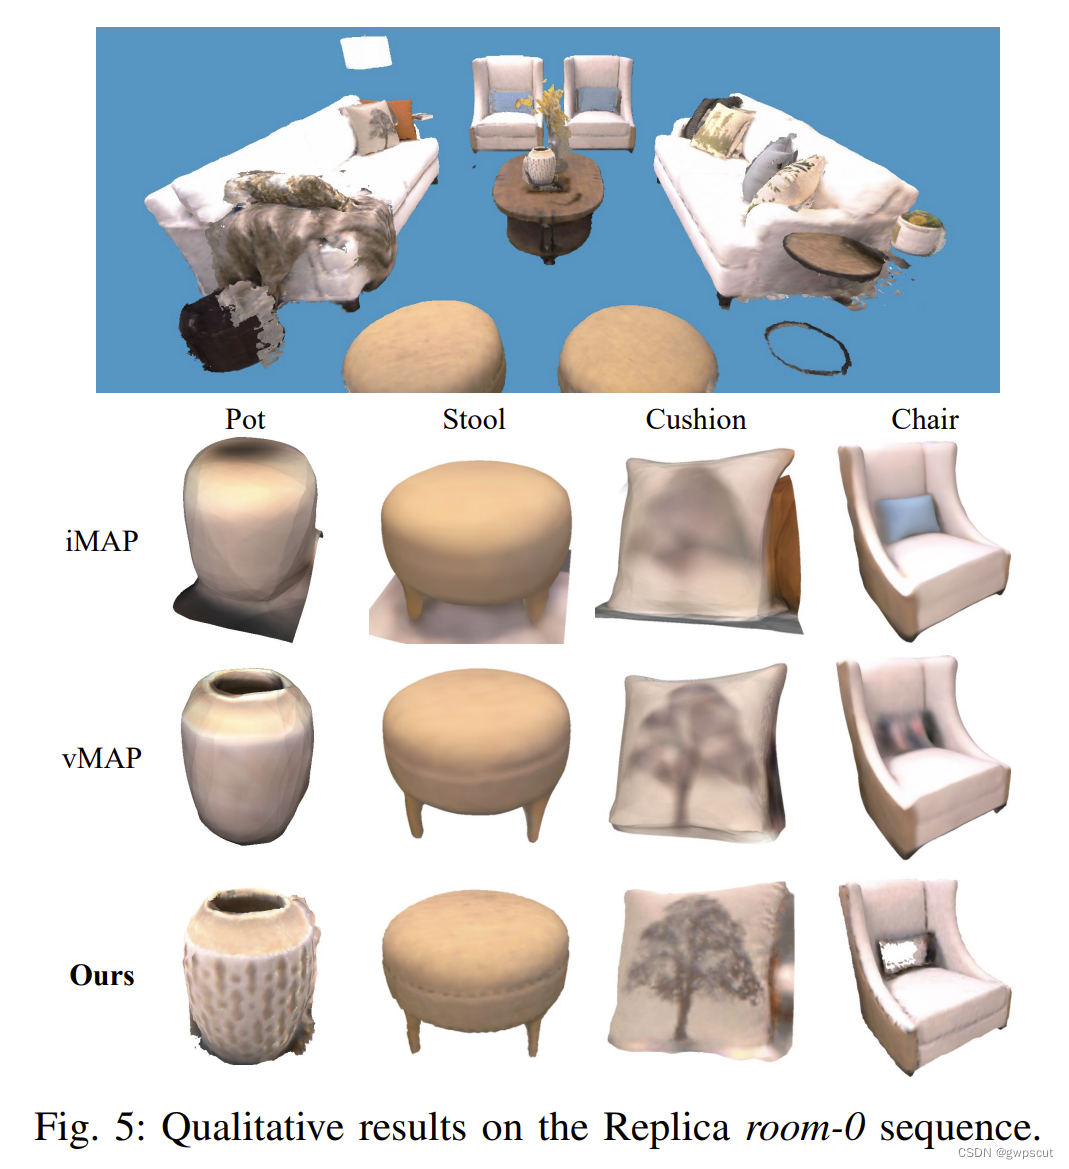 Pot Stool Cushion Chair
iMAP
vMAP
Ours
Fig. 5: Qualitative results on the Replica room-0 sequence.
CSDN @gwpscut